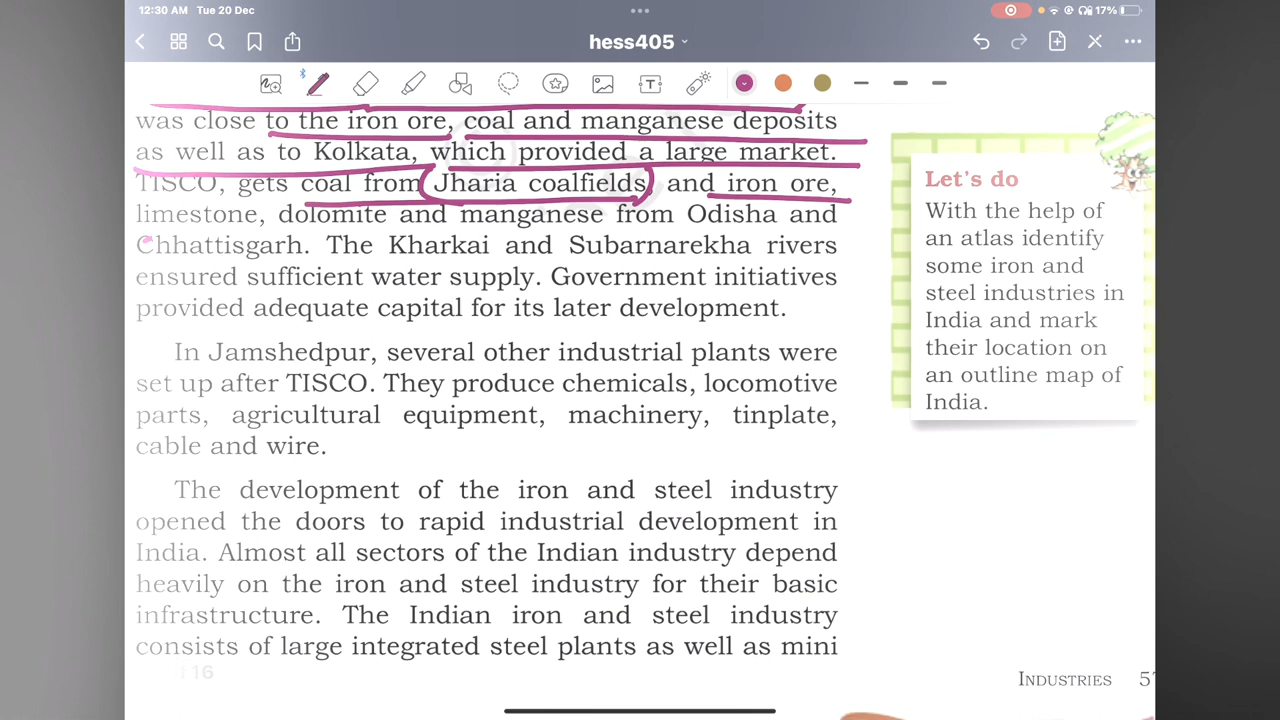 12:30 AM Tue 20 Dec
17%
hess405
T
was close to the iron ore, coal and manganese deposits
as well as to Kolkata, which provided a large market.
TISCO, gets coal from Jharia coalfields and iron ore,
limestone, dolomite and manganese from Odisha and
Chhattisgarh. The Kharkai and Subarnarekha rivers
ensured sufficient water supply. Government initiatives
provided adequate capital for its later development.
In Jamshedpur, several other industrial plants were
set up after TISCO. They produce chemicals, locomotive
parts, agricultural equipment, machinery, tinplate,
cable and wire.
The development of the iron and steel industry
opened the doors to rapid industrial development in
India. Almost all sectors of the Indian industry depend
heavily on the iron and steel industry for their basic
infrastructure. The Indian iron and steel industry
consists of large integrated steel plants as well as mini
Let's do
With the help of
an atlas identify
some iron and
steel industries in
India and mark
their location on
an outline map of
India.
16
Industries